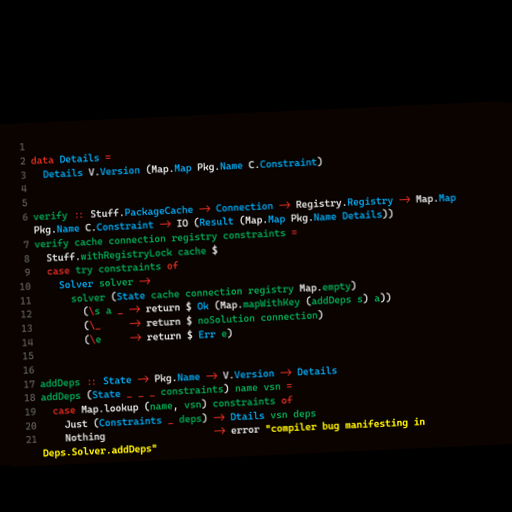 1
2 data Details =
3   Details V.Version (Map.Map Pkg.Name C.Constraint)
4
5
6 verify :: Stuff.PackageCache -> Connection -> Registry.Registry -> Map.Map
Pkg.Name C.Constraint -> IO (Result (Map.Map Pkg.Name Details))
7 verify cache connection registry constraints =
8   Stuff.withRegistryLock cache $
9   case try constraints of
10     Solver solver ->
11       solver (State cache connection registry Map.empty)
12         (\s a _ -> return $ Ok (Map.mapWithKey (addDeps s) a))
13         (\_     -> return $ noSolution connection)
14         (\e     -> return $ Err e)
15
16
17 addDeps :: State -> Pkg.Name -> V.Version -> Details
18 addDeps (State _ _ _ constraints) name vsn =
19   case Map.lookup (name, vsn) constraints of
20     Just (Constraints _ deps) -> Dtails vsn deps
21     Nothing                   -> error "compiler bug manifesting in
Deps.Solver.addDeps"